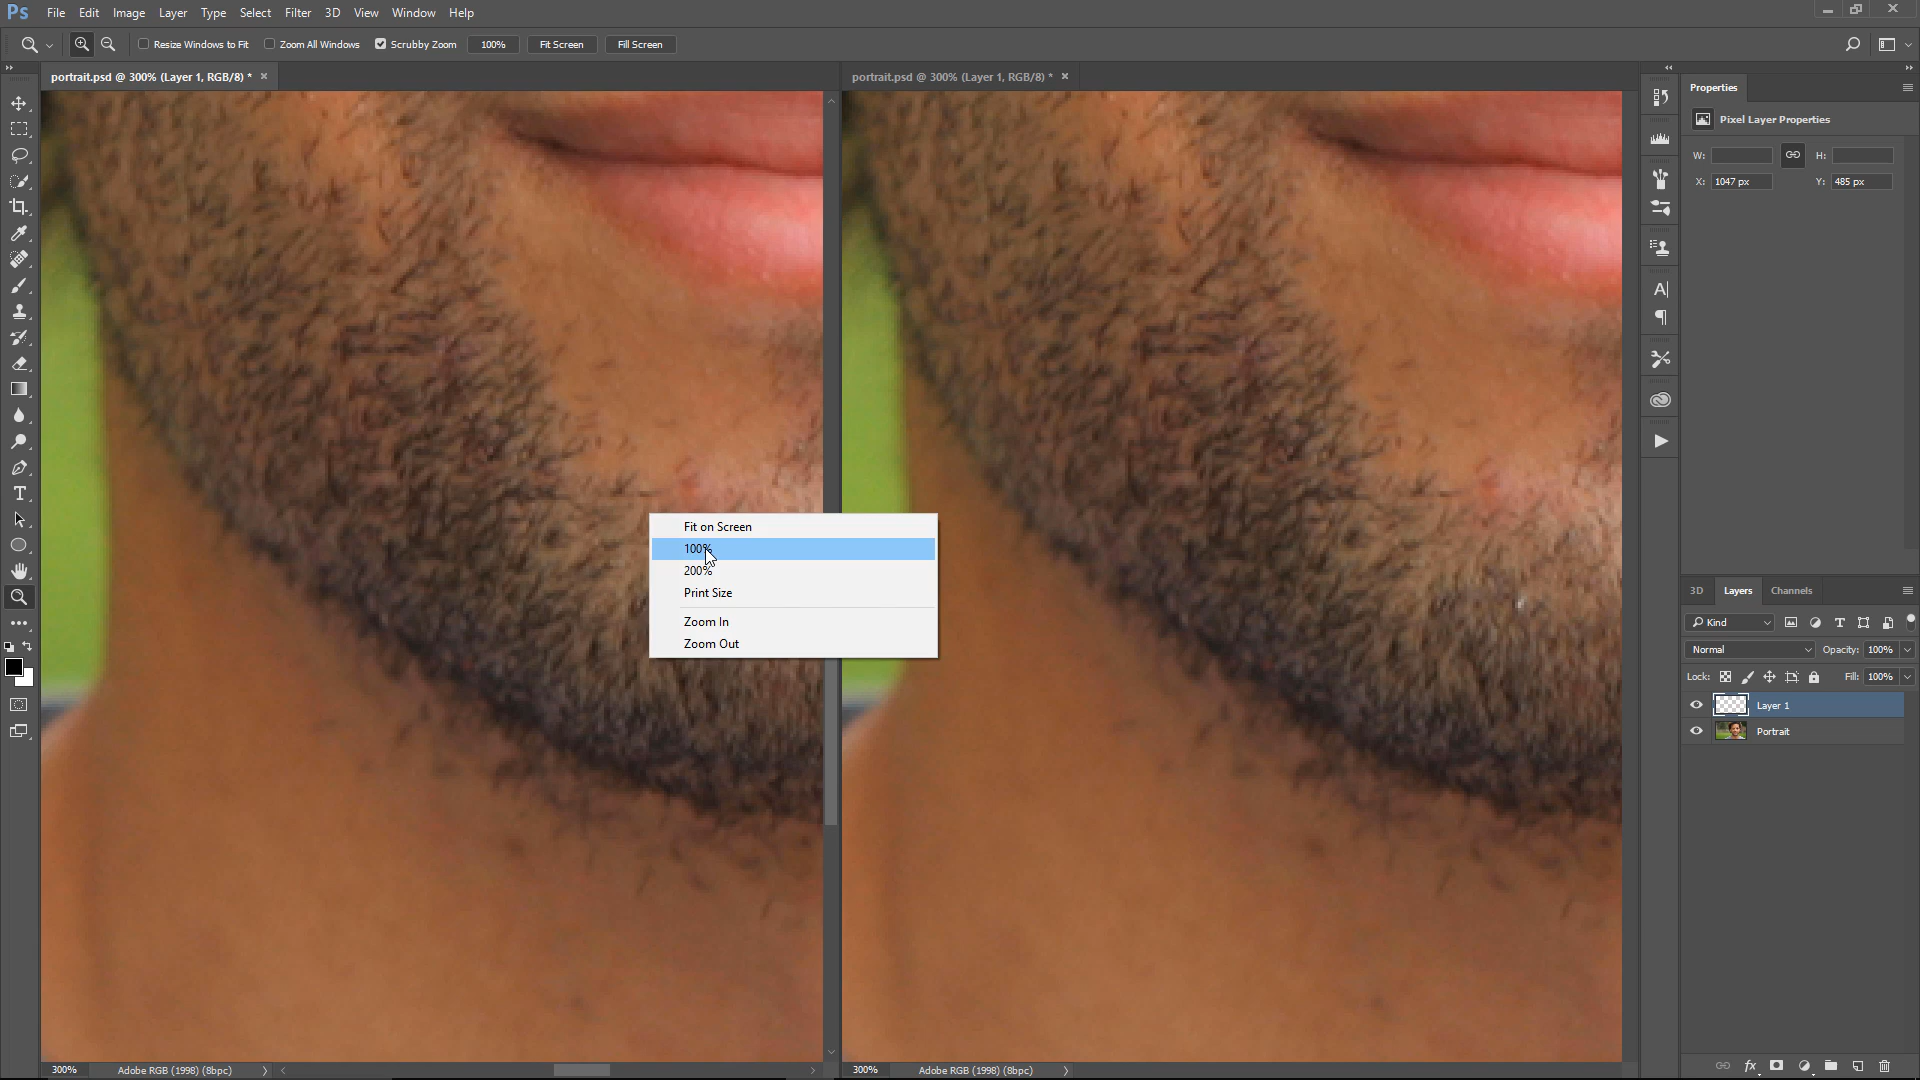 Ps File Edit Image Layer Type Select Filter 3D View Window Help
Resize Windows to Fit Zoom All Windows Scrubby Zoom 100% Fit Screen Fill Screen
portrait.psd @ 300% (Layer 1, RGB/8) *
portrait.psd @ 300% (Layer 1, RGB/8) *
Properties
Pixel Layer Properties
W: H:
X: 1047 px Y: 485 px
Fit on Screen
100%
200%
Print Size
Zoom In
Zoom Out
3D Layers Channels
Kind
Normal Opacity: 100%
Lock: Fill: 100%
Layer 1
Portrait
300% Adobe RGB (1998) (8bpc)
300% Adobe RGB (1998) (8bpc)